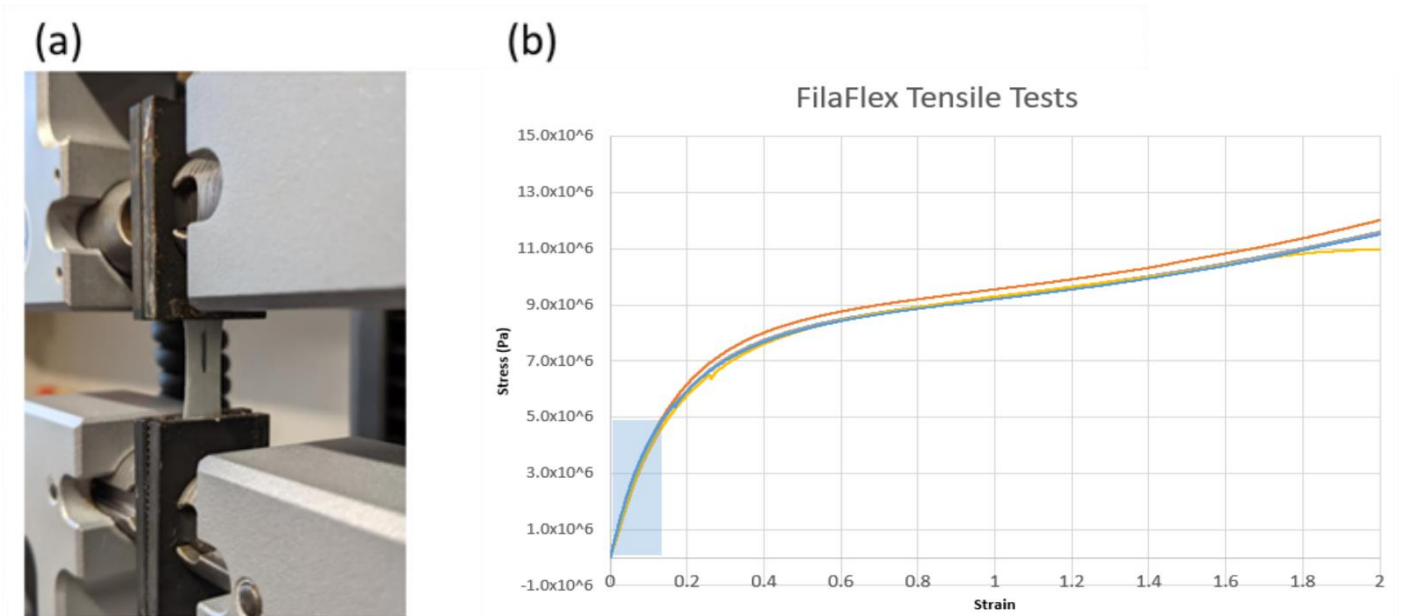 (a)
(b)
FilaFlex Tensile Tests
15.0x10^6
13.0x10^6
11.0x10^6
9.0x10^6
7.0x10^6
5.0x10^6
3.0x10^6
1.0x10^6
-1.0x10^6
Stress (Pa)
0 0.2 0.4 0.6 0.8 1 1.2 1.4 1.6 1.8 2
Strain